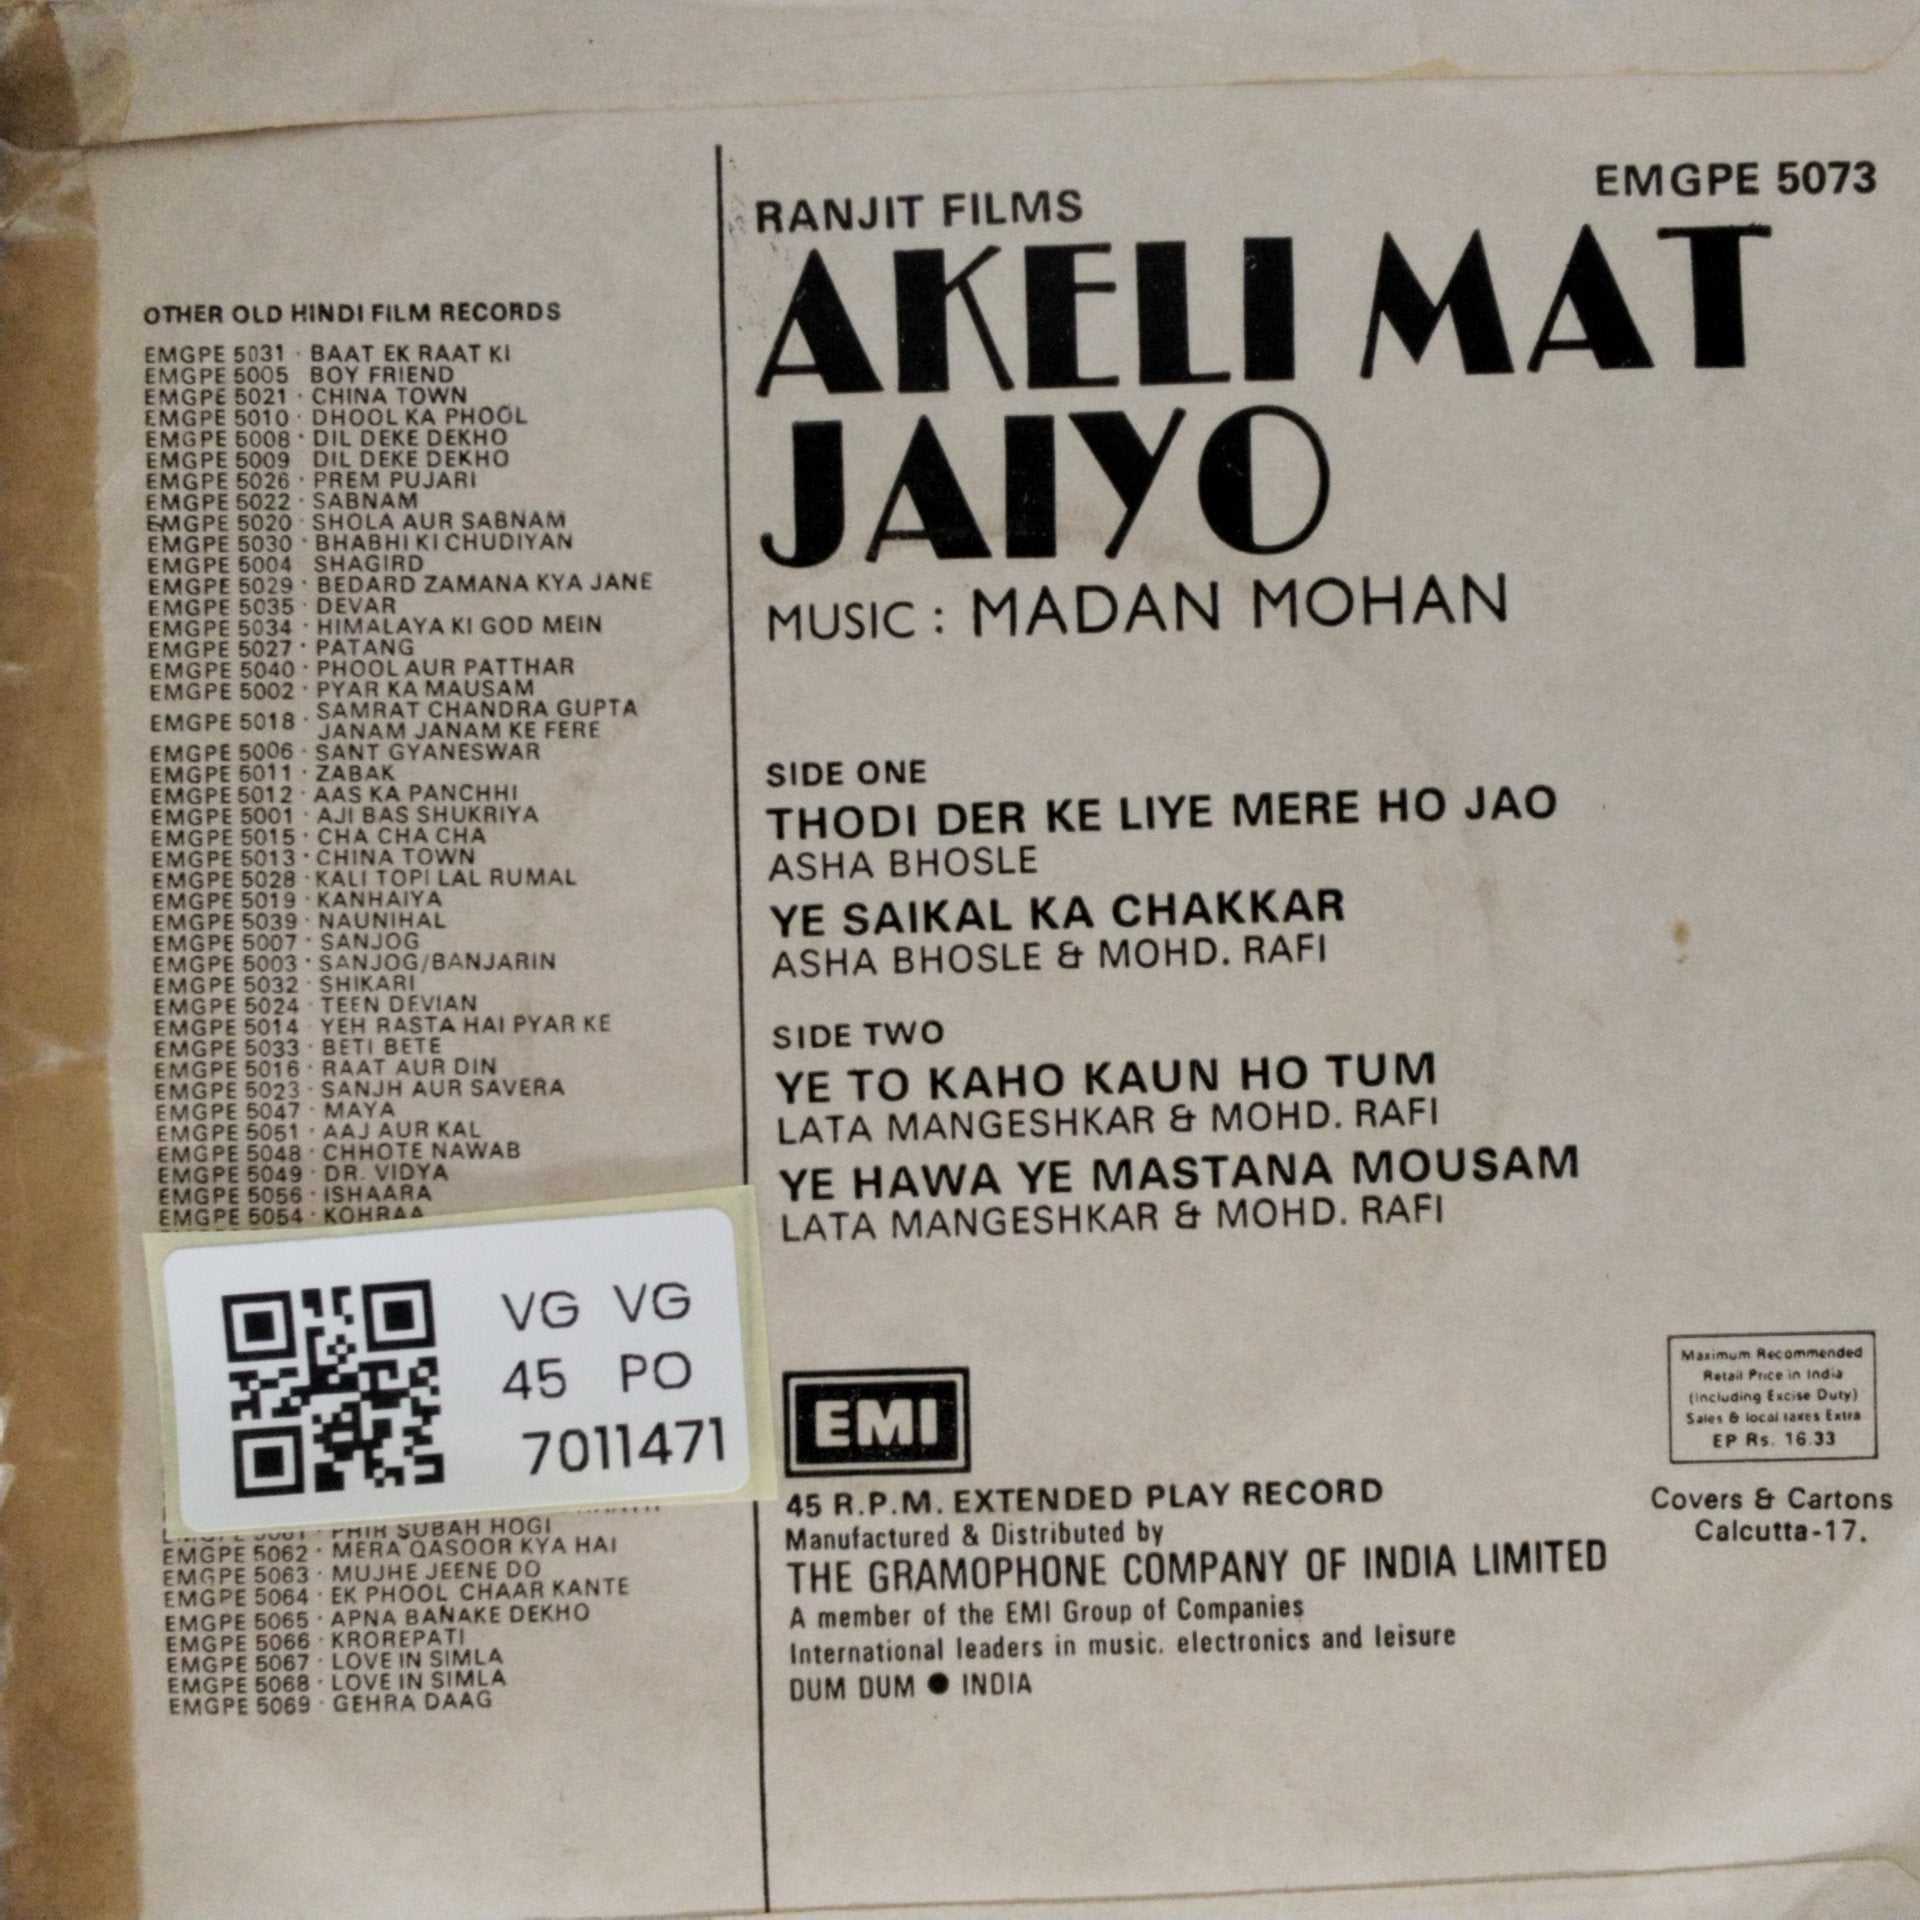 OTHER OLD HINDI FILM RECORDS
EMGPE 5031 · BAAT EK RAAT KI
EMGPE 5005 BOY FRIEND
EMGPE 5021 · CHINA TOWN
EMGPE 5010 · DHOOL KA PHOOL
EMGPE 5008 · DIL DEKE DEKHO
EMGPE 5009 DIL DEKE DEKHO
EMGPE 5026 · PREM PUJARI
EMGPE 5022 · SABNAM
EMGPE 5020 · SHOLA AUR SABNAM
EMGPE 5030 · BHABHI KI CHUDIYAN
EMGPE 5004 SHAGIRD
EMGPE 5029 · BEDARD ZAMANA KYA JANE
EMGPE 5035 · DEVAR
EMGPE 5034 · HIMALAYA KI GOD MEIN
EMGPE 5027 · PATANG
EMGPE 5040 · PHOOL AUR PATTHAR
EMGPE 5002 · PYAR KA MAUSAM
EMGPE 5018 · SAMRAT CHANDRA GUPTA
JANAM JANAM KE FERE
EMGPE 5006 · SANT GYANESWAR
EMGPE 5011 · ZABAK
EMGPE 5012 · AAS KA PANCHHI
EMGPE 5001 · AJI BAS SHUKRIYA
EMGPE 5015 · CHA CHA CHA
EMGPE 5013 · CHINA TOWN
EMGPE 5028 · KALI TOPI LAL RUMAL
EMGPE 5019 · KANHAIYA
EMGPE 5039 · NAUNIHAL
EMGPE 5007 · SANJOG
EMGPE 5003 · SANJOG/BANJARIN
EMGPE 5032 · SHIKARI
EMGPE 5024 · TEEN DEVIAN
EMGPE 5014 · YEH RASTA HAI PYAR KE
EMGPE 5033 · BETI BETE
EMGPE 5016 · RAAT AUR DIN
EMGPE 5023 · SANJH AUR SAVERA
EMGPE 5047 · MAYA
EMGPE 5051 · AAJ AUR KAL
EMGPE 5048 · CHHOTE NAWAB
EMGPE 5049 · DR. VIDYA
EMGPE 5056 · ISHAARA
EMGPE 5054 · KOHRAA
VG VG
45 PO
7011471
PHIR SUBAH HOGI
EMGPE 5062 · MERA QASOOR KYA HAI
EMGPE 5063 · MUJHE JEENE DO
EMGPE 5064 · EK PHOOL CHAAR KANTE
EMGPE 5065 · APNA BANAKE DEKHO
EMGPE 5066 · KROREPATI
EMGPE 5067 · LOVE IN SIMLA
EMGPE 5068 · LOVE IN SIMLA
EMGPE 5069 · GEHRA DAAG
EMGPE 5073
RANJIT FILMS
AKELI MAT
JAIYO
MUSIC : MADAN MOHAN
SIDE ONE
THODI DER KE LIYE MERE HO JAO
ASHA BHOSLE
YE SAIKAL KA CHAKKAR
ASHA BHOSLE & MOHD. RAFI
SIDE TWO
YE TO KAHO KAUN HO TUM
LATA MANGESHKAR & MOHD. RAFI
YE HAWA YE MASTANA MOUSAM
LATA MANGESHKAR & MOHD. RAFI
EMI
45 R.P.M. EXTENDED PLAY RECORD
Manufactured & Distributed by
THE GRAMOPHONE COMPANY OF INDIA LIMITED
A member of the EMI Group of Companies
International leaders in music. electronics and leisure
DUM DUM ● INDIA
Maximum Recommended
Retail Price in India
(Including Excise Duty)
Sales & local taxes Extra
EP Rs. 16.33
Covers & Cartons
Calcutta-17.